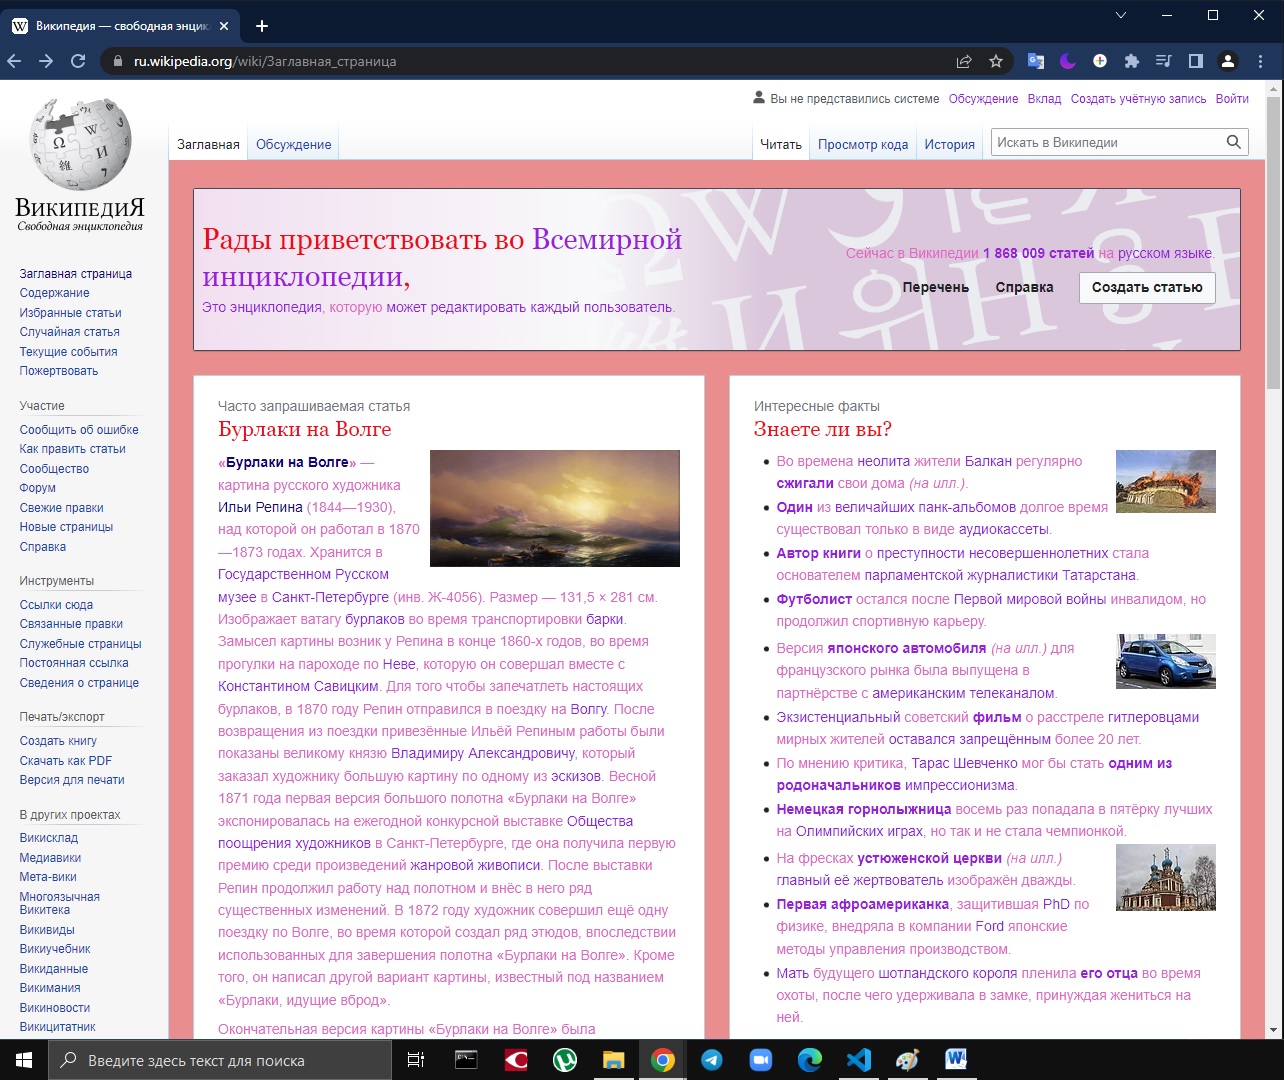 Википедия — свободная энцик
ru.wikipedia.org/wiki/Заглавная_страница
Вы не представились системе Обсуждение Вклад Создать учётную запись Войти
Заглавная Обсуждение Читать Просмотр кода История Искать в Википедии
ВикипедиЯ
Свободная энциклопедия
Заглавная страница
Содержание
Избранные статьи
Случайная статья
Текущие события
Пожертвовать
Участие
Сообщить об ошибке
Как править статьи
Сообщество
Форум
Свежие правки
Новые страницы
Справка
Инструменты
Ссылки сюда
Связанные правки
Служебные страницы
Постоянная ссылка
Сведения о странице
Печать/экспорт
Создать книгу
Скачать как PDF
Версия для печати
В других проектах
Викисклад
Медиавики
Мета-вики
Многоязычная
Викитека
Викивиды
Викиучебник
Викиданные
Викимания
Викиновости
Викицитатник
Рады приветствовать во Всемирной
инциклопедии,
Это энциклопедия, которую может редактировать каждый пользователь.
Сейчас в Википедии 1 868 009 статей на русском языке.
Перечень Справка Создать статью
Часто запрашиваемая статья
Бурлаки на Волге
«Бурлаки на Волге» —
картина русского художника
Ильи Репина (1844—1930),
над которой он работал в 1870
—1873 годах. Хранится в
Государственном Русском
музее в Санкт-Петербурге (инв. Ж-4056). Размер — 131,5 × 281 см.
Изображает ватагу бурлаков во время транспортировки барки.
Замысел картины возник у Репина в конце 1860-х годов, во время
прогулки на пароходе по Неве, которую он совершал вместе с
Константином Савицким. Для того чтобы запечатлеть настоящих
бурлаков, в 1870 году Репин отправился в поездку на Волгу. После
возвращения из поездки привезённые Ильёй Репиным работы были
показаны великому князю Владимиру Александровичу, который
заказал художнику большую картину по одному из эскизов. Весной
1871 года первая версия большого полотна «Бурлаки на Волге»
экспонировалась на ежегодной конкурсной выставке Общества
поощрения художников в Санкт-Петербурге, где она получила первую
премию среди произведений жанровой живописи. После выставки
Репин продолжил работу над полотном и внёс в него ряд
существенных изменений. В 1872 году художник совершил ещё одну
поездку по Волге, во время которой создал ряд этюдов, впоследствии
использованных для завершения полотна «Бурлаки на Волге». Кроме
того, он написал другой вариант картины, известный под названием
«Бурлаки, идущие вброд».
Окончательная версия картины «Бурлаки на Волге» была
Интересные факты
Знаете ли вы?
Во времена неолита жители Балкан регулярно
сжигали свои дома (на илл.).
Один из величайших панк-альбомов долгое время
существовал только в виде аудиокассеты.
Автор книги о преступности несовершеннолетних стала
основателем парламентской журналистики Татарстана.
Футболист остался после Первой мировой войны инвалидом, но
продолжил спортивную карьеру.
Версия японского автомобиля (на илл.) для
французского рынка была выпущена в
партнёрстве с американским телеканалом.
Экзистенциальный советский фильм о расстреле гитлеровцами
мирных жителей оставался запрещённым более 20 лет.
По мнению критика, Тарас Шевченко мог бы стать одним из
родоначальников импрессионизма.
Немецкая горнолыжница восемь раз попадала в пятёрку лучших
на Олимпийских играх, но так и не стала чемпионкой.
На фресках устюженской церкви (на илл.)
главный её жертвователь изображён дважды.
Первая афроамериканка, защитившая PhD по
физике, внедряла в компании Ford японские
методы управления производством.
Мать будущего шотландского короля пленила его отца во время
охоты, после чего удерживала в замке, принуждая жениться на
ней.
Введите здесь текст для поиска